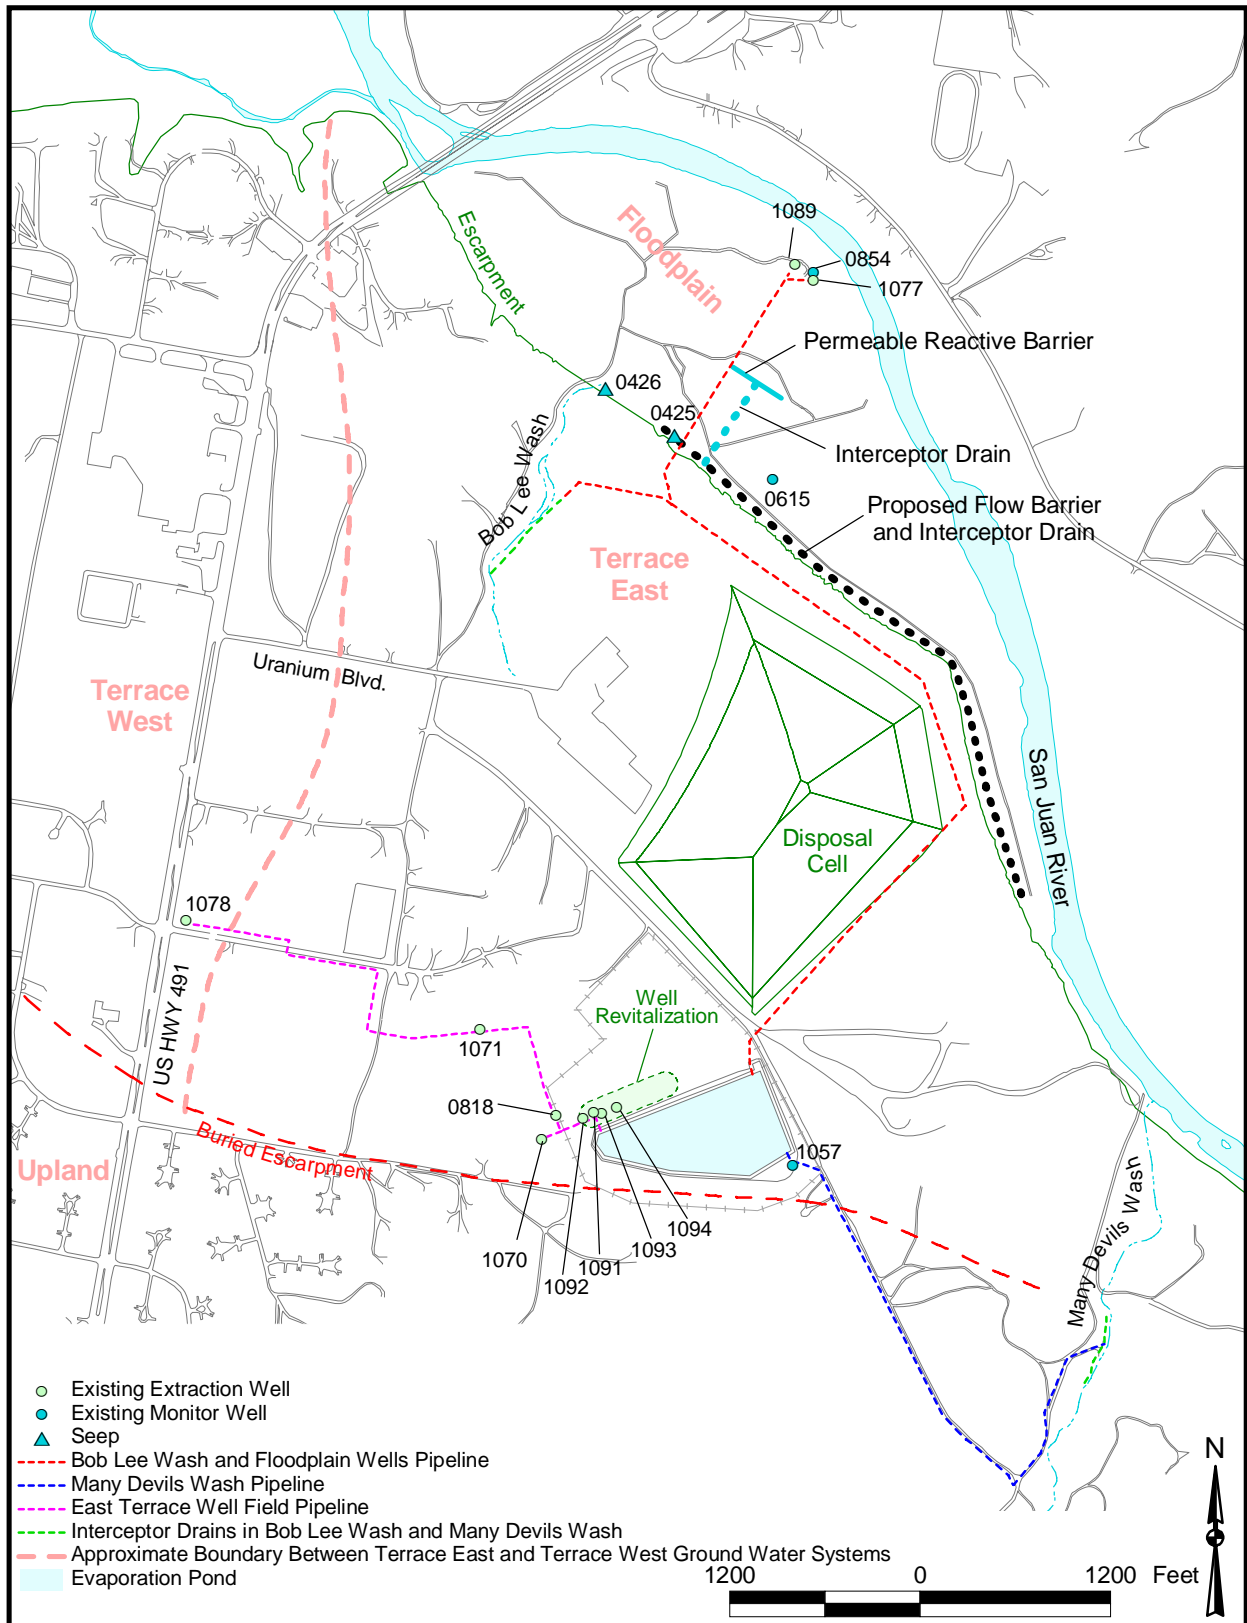 1089
0854
1077
Floodplain
Escarpment
Permeable Reactive Barrier
0426
0425
Interceptor Drain
0615
Proposed Flow Barrier
and Interceptor Drain
Bob Lee Wash
Terrace
East
Uranium Blvd.
Terrace
West
San Juan River
Disposal
Cell
1078
US HWY 491
Well
Revitalization
1071
0818
Buried Escarpment
Upland
1057
1070
1092
1091
1093
1094
Many Devils Wash
Existing Extraction Well
Existing Monitor Well
Seep
Bob Lee Wash and Floodplain Wells Pipeline
Many Devils Wash Pipeline
East Terrace Well Field Pipeline
Interceptor Drains in Bob Lee Wash and Many Devils Wash
Approximate Boundary Between Terrace East and Terrace West Ground Water Systems
Evaporation Pond
N
1200 0 1200 Feet